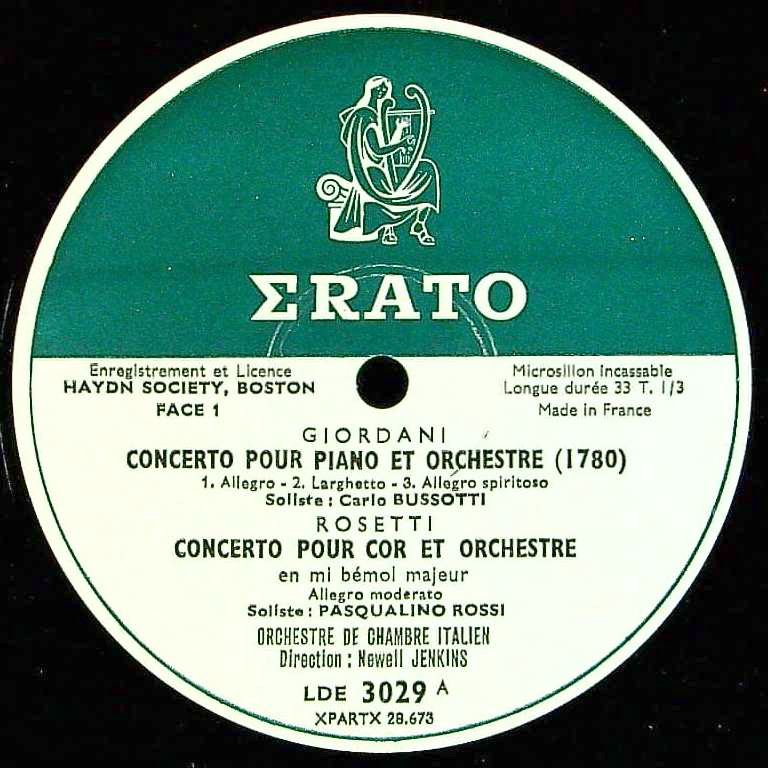 ΣRATO
Enregistrement et Licence
HAYDN SOCIETY, BOSTON
FACE 1
Microsillon incassable
Longue durée 33 T. 1/3
Made in France
GIORDANI
CONCERTO POUR PIANO ET ORCHESTRE (1780)
1. Allegro - 2. Larghetto - 3. Allegro spiritoso
Soliste : Carlo BUSSOTTI
ROSETTI
CONCERTO POUR COR ET ORCHESTRE
en mi bémol majeur
Allegro moderato
Soliste : PASQUALINO ROSSI
ORCHESTRE DE CHAMBRE ITALIEN
Direction : Newell JENKINS
LDE 3029 A
XPARTX 28.673